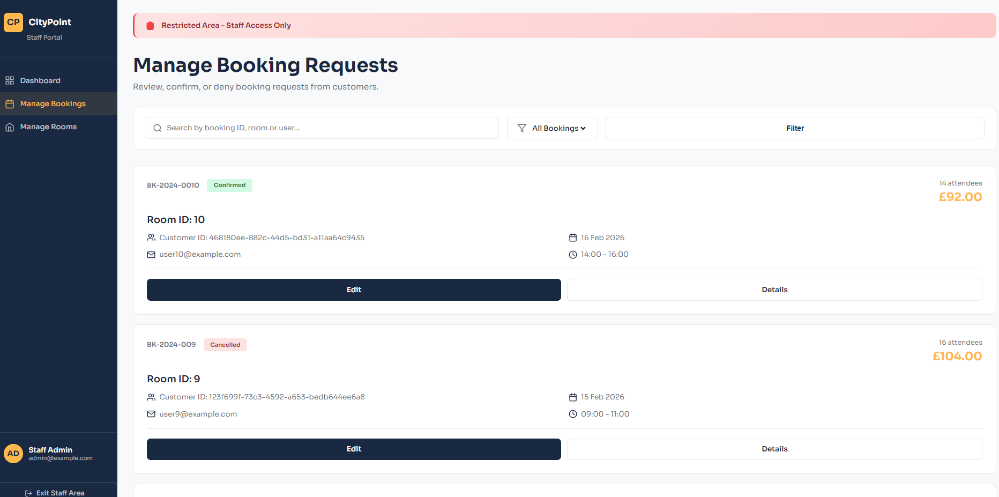 CP CityPoint
Staff Portal
Dashboard
Manage Bookings
Manage Rooms
AD Staff Admin
admin@example.com
Exit Staff Area
Restricted Area - Staff Access Only
Manage Booking Requests
Review, confirm, or deny booking requests from customers.
Search by booking ID, room or user...
All Bookings
Filter
BK-2024-0010 Confirmed
14 attendees
£92.00
Room ID: 10
Customer ID: 468180ee-882c-44d5-bd31-a11aa64c9435
16 Feb 2026
user10@example.com
14:00 - 16:00
Edit
Details
BK-2024-009 Cancelled
16 attendees
£104.00
Room ID: 9
Customer ID: 123f699f-73c3-4592-a653-bedb644ee6a8
15 Feb 2026
user9@example.com
09:00 - 11:00
Edit
Details